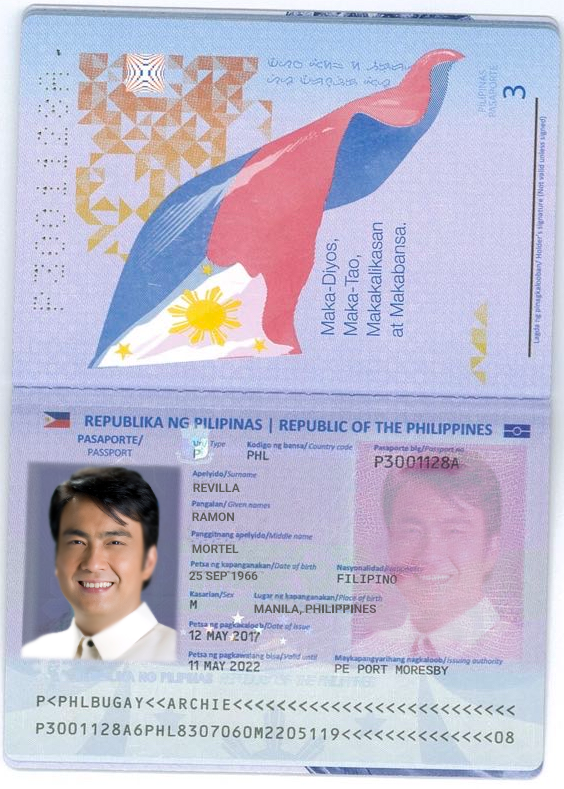 P3001128A
PILIPINAS
PASAPORTE
3
Maka-Diyos,
Maka-Tao,
Makakalikasan
at Makabansa.
Lagda ng pinagkalooban/ Holder's signature (Not valid unless signed)
REPUBLIKA NG PILIPINAS | REPUBLIC OF THE PHILIPPINES
PASAPORTE/
PASSPORT
Uri/Type
P
Kodigo ng bansa/Country code
PHL
Pasaporte blg/Passport no.
P3001128A
Apelyido/Surname
REVILLA
Pangalan/Given names
RAMON
Panggitnang apelyido/Middle name
MORTEL
Petsa ng kapanganakan/Date of birth
25 SEP 1966
Nasyonalidad/Nationality
FILIPINO
Kasarian/Sex
M
Lugar ng kapanganakan/Place of birth
MANILA, PHILIPPINES
Petsa ng pagkakaloob/Date of issue
12 MAY 2017
Petsa ng pagkawalang bisa/Valid until
11 MAY 2022
Maykapangyarihang nagkaloob/Issuing authority
PE PORT MORESBY
P<PHLBUGAY<<ARCHIE<<<<<<<<<<<<<<<<<<<<<<<<<<
P3001128A6PHL8307060M2205119<<<<<<<<<<<<<<08